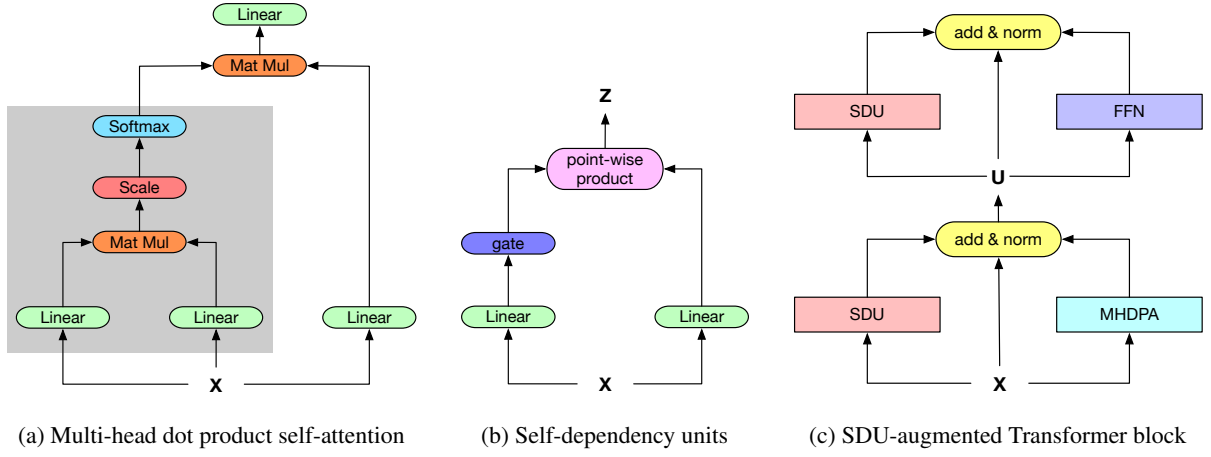 Linear
Mat Mul
Softmax
Scale
Mat Mul
Linear
Linear
Linear
X
(a) Multi-head dot product self-attention
Z
point-wise
product
gate
Linear
Linear
X
(b) Self-dependency units
add & norm
SDU
FFN
U
add & norm
SDU
MHDPA
X
(c) SDU-augmented Transformer block